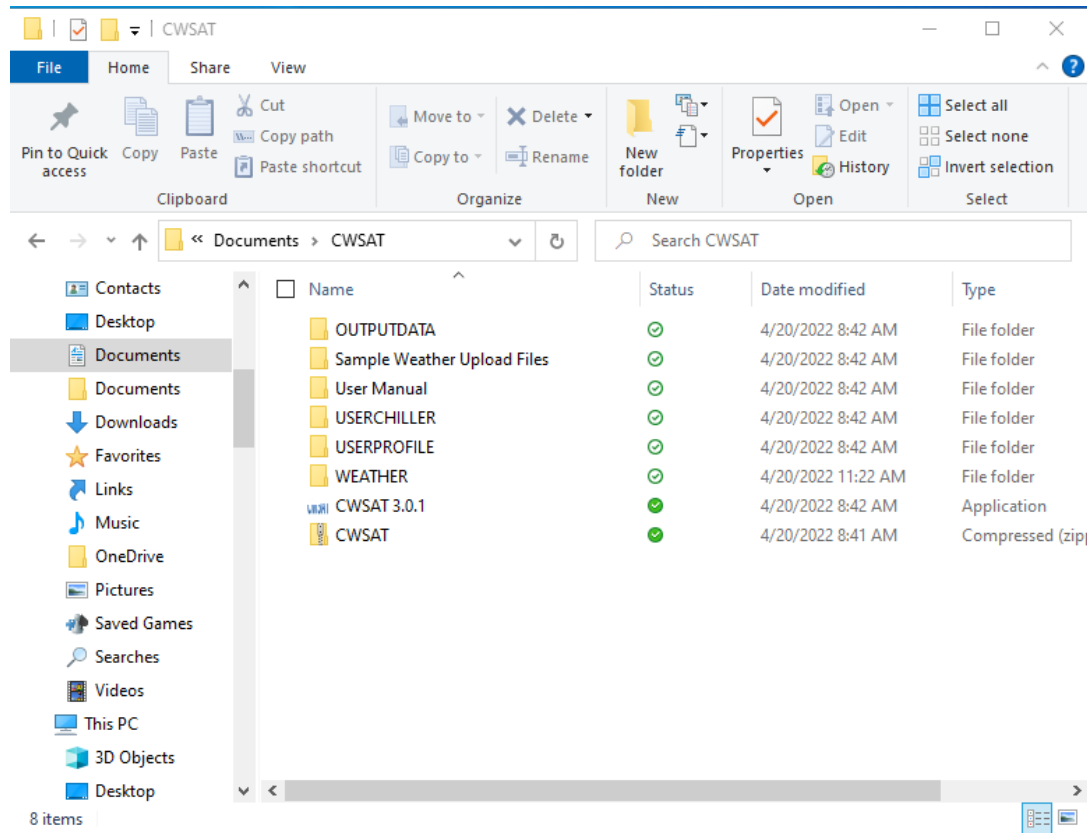 CWSAT
File Home Share View
Pin to Quick access
Copy
Paste
Cut
Copy path
Paste shortcut
Clipboard
Move to
Copy to
Delete
Rename
Organize
New folder
New
Properties
Open
Edit
History
Open
Select all
Select none
Invert selection
Select
« Documents > CWSAT
Search CWSAT
Contacts
Desktop
Documents
Documents
Downloads
Favorites
Links
Music
OneDrive
Pictures
Saved Games
Searches
Videos
This PC
3D Objects
Desktop
Name Status Date modified Type
OUTPUTDATA 4/20/2022 8:42 AM File folder
Sample Weather Upload Files 4/20/2022 8:42 AM File folder
User Manual 4/20/2022 8:42 AM File folder
USERCHILLER 4/20/2022 8:42 AM File folder
USERPROFILE 4/20/2022 8:42 AM File folder
WEATHER 4/20/2022 11:22 AM File folder
CWSAT 3.0.1 4/20/2022 8:42 AM Application
CWSAT 4/20/2022 8:41 AM Compressed (zip
8 items